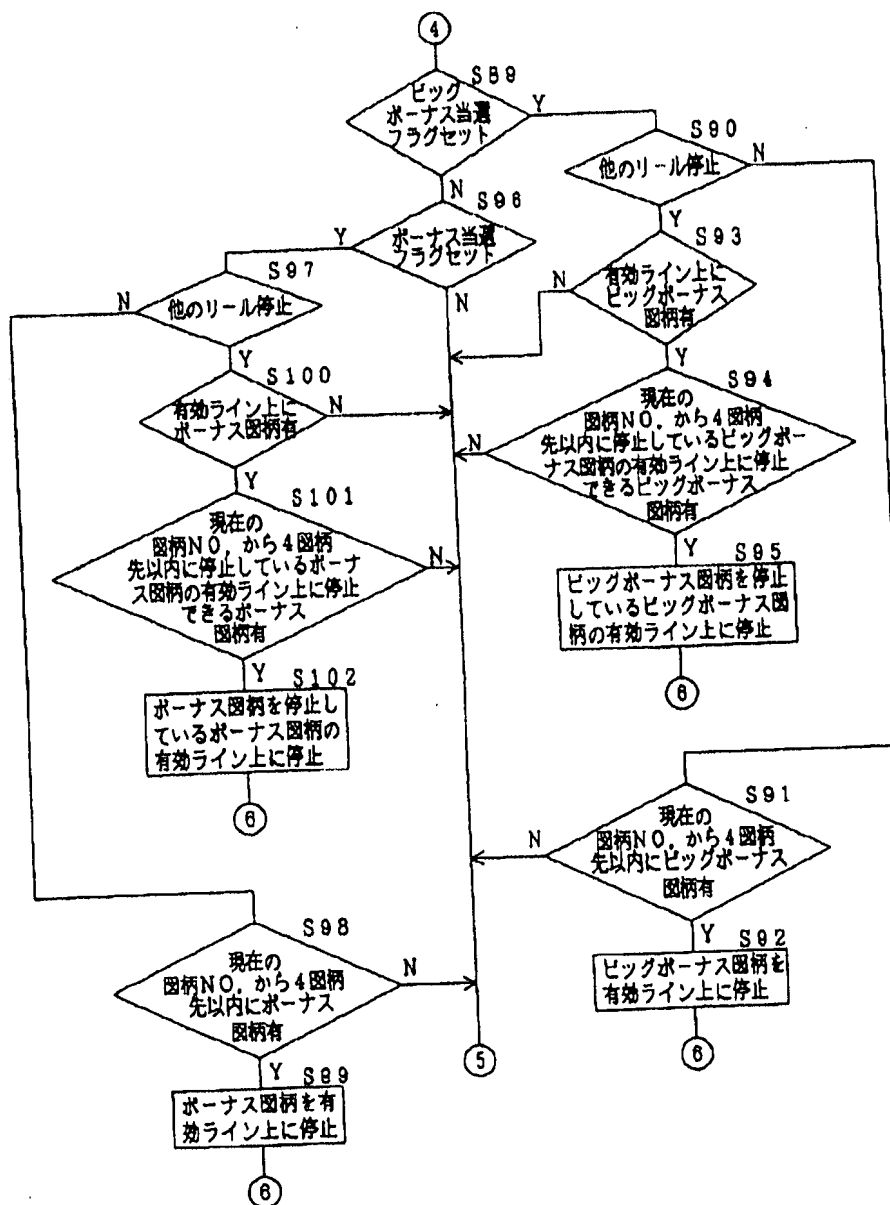 4
S89
ビッグ
ボーナス当選
フラグセット
Y
N
S90
他のリール停止
N
Y
S96
ボーナス当選
フラグセット
Y
N
S93
有効ライン上に
ビッグボーナス
図柄有
N
Y
S97
他のリール停止
N
Y
S100
有効ライン上に
ボーナス図柄有
N
Y
S94
現在の
図柄NO.から4図柄
先以内に停止しているビッグボー
ナス図柄の有効ライン上に停止
できるビッグボーナス
図柄有
N
Y
S101
現在の
図柄NO.から4図柄
先以内に停止しているボーナ
ス図柄の有効ライン上に停止
できるボーナス
図柄有
N
Y
S95
ビッグボーナス図柄を停止
しているビッグボーナス図
柄の有効ライン上に停止
6
S102
ボーナス図柄を停止し
ているボーナス図柄の
有効ライン上に停止
6
S91
現在の
図柄NO.から4図柄
先以内にビッグボーナス
図柄有
N
Y
S92
ビッグボーナス図柄を
有効ライン上に停止
6
S98
現在の
図柄NO.から4図柄
先以内にボーナス
図柄有
N
Y
S99
ボーナス図柄を有
効ライン上に停止
6
5